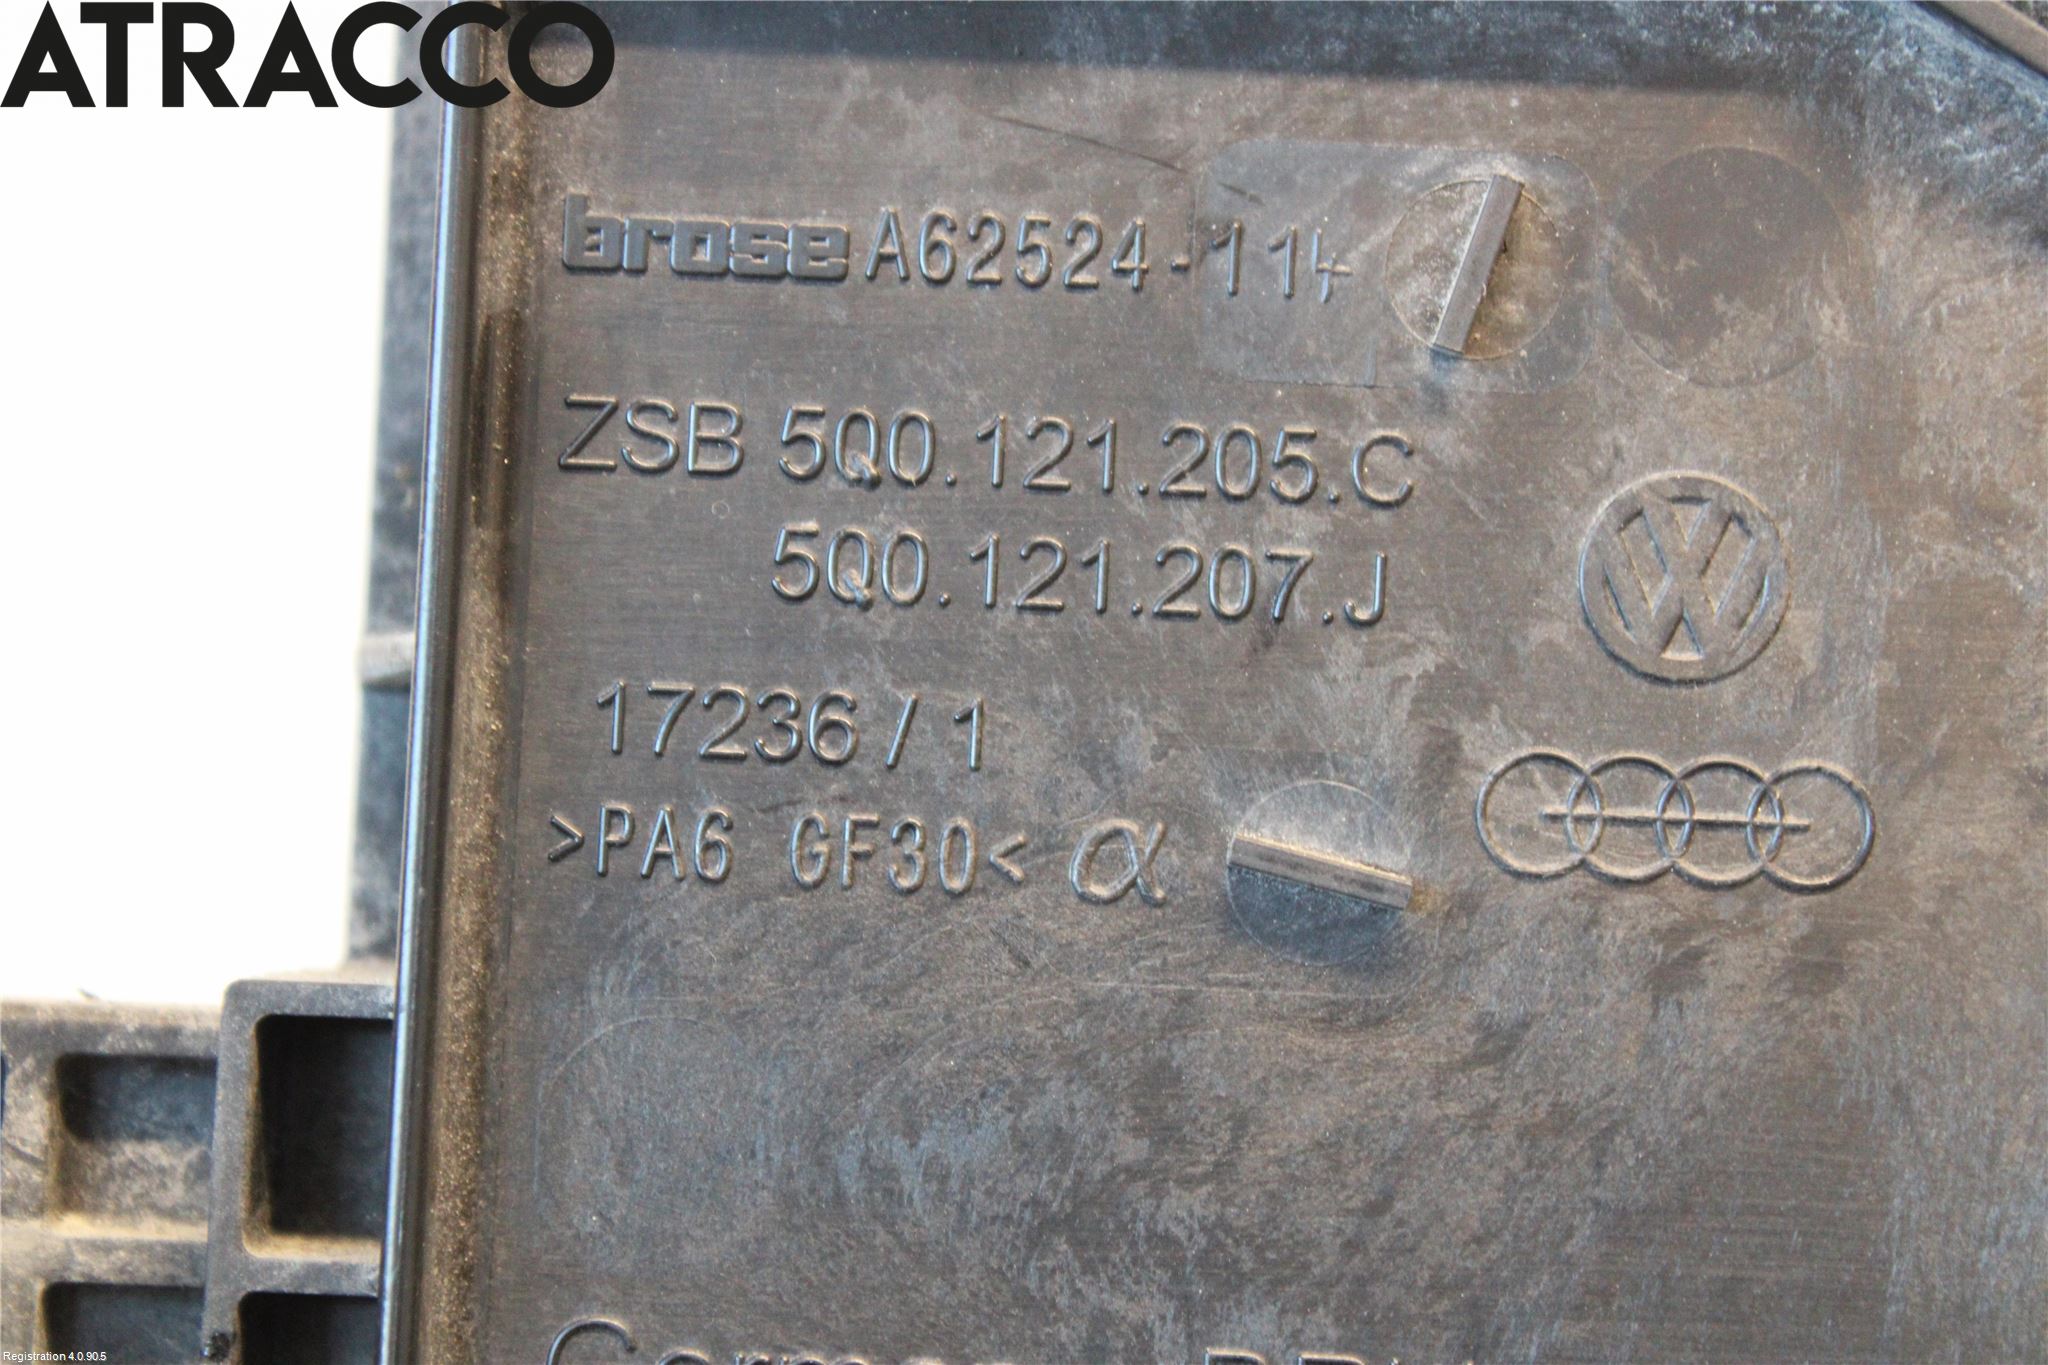 ATRACCO
brose A62524-114
ZSB 5Q0.121.205.C
5Q0.121.207.J
17236 / 1
>PA6 GF30< α
Registration 4.0.90.5